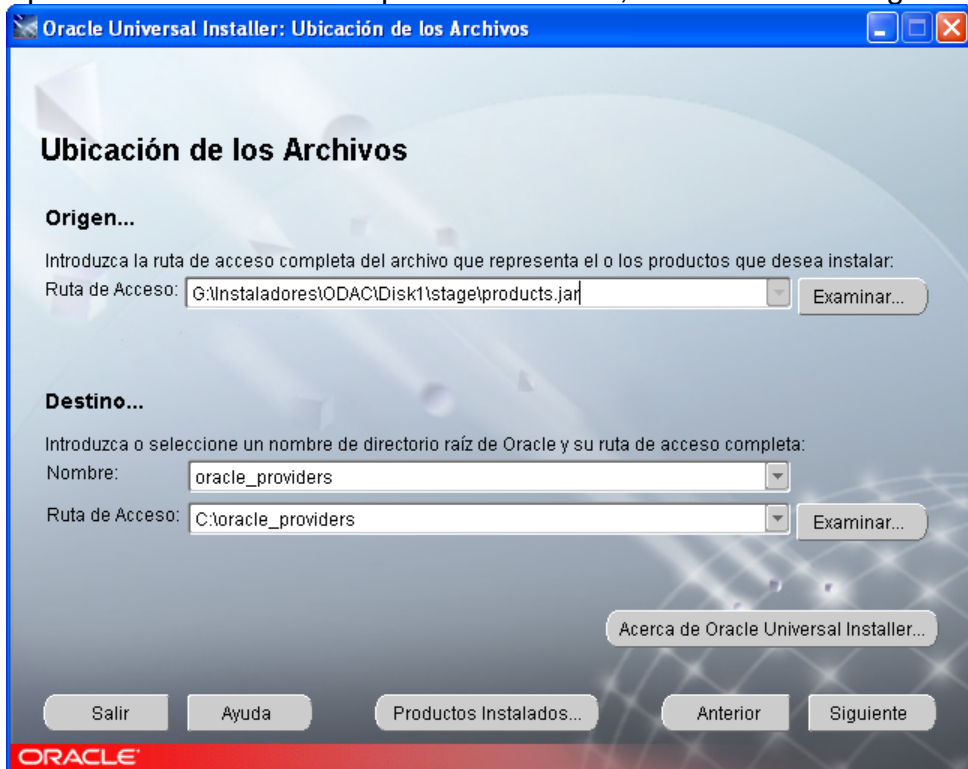 Oracle Universal Installer: Ubicación de los Archivos
Ubicación de los Archivos
Origen...
Introduzca la ruta de acceso completa del archivo que representa el o los productos que desea instalar:
Ruta de Acceso: G:\Instaladores\ODAC\Disk1\stage\products.jar Examinar...
Destino...
Introduzca o seleccione un nombre de directorio raíz de Oracle y su ruta de acceso completa:
Nombre: oracle_providers
Ruta de Acceso: C:\oracle_providers Examinar...
Acerca de Oracle Universal Installer...
Salir Ayuda Productos Instalados... Anterior Siguiente
ORACLE